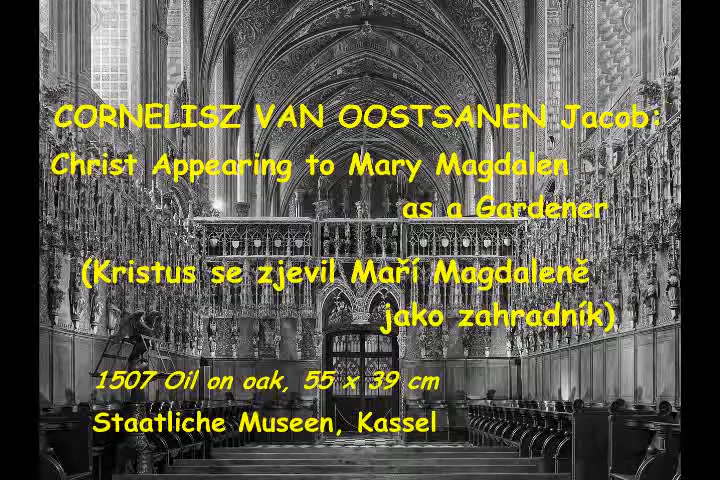 CORNELISZ VAN OOSTSANEN Jacob:
Christ Appearing to Mary Magdalen
as a Gardener
(Kristus se zjevil Maří Magdaleně
jako zahradník)
1507 Oil on oak, 55 x 39 cm
Staatliche Museen, Kassel